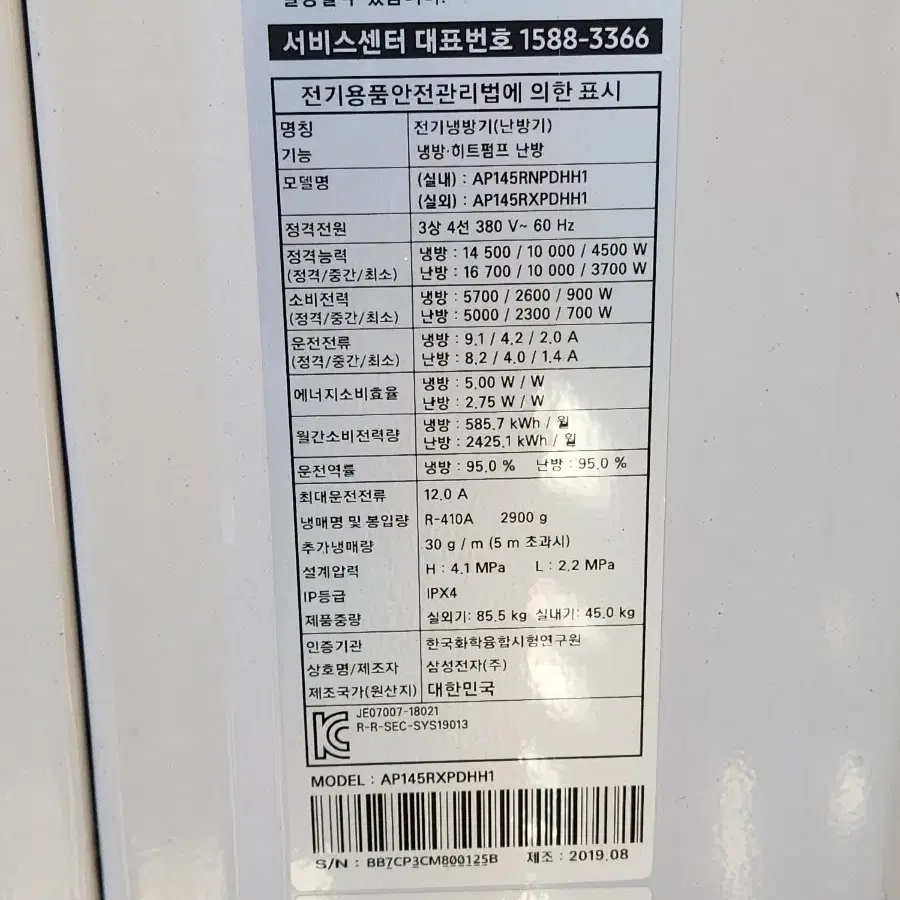 서비스센터 대표번호 1588-3366
전기용품안전관리법에 의한 표시
명칭 전기냉방기(난방기)
기능 냉방·히트펌프 난방
모델명 (실내) : AP145RNPDHH1
(실외) : AP145RXPDHH1
정격전원 3상 4선 380 V~ 60 Hz
정격능력 냉방 : 14 500 / 10 000 / 4500 W
(정격/중간/최소) 난방 : 16 700 / 10 000 / 3700 W
소비전력 냉방 : 5700 / 2600 / 900 W
(정격/중간/최소) 난방 : 5000 / 2300 / 700 W
운전전류 냉방 : 9.1 / 4.2 / 2.0 A
(정격/중간/최소) 난방 : 8.2 / 4.0 / 1.4 A
에너지소비효율 냉방 : 5.00 W / W
난방 : 2.75 W / W
월간소비전력량 냉방 : 585.7 kWh / 월
난방 : 2425.1 kWh / 월
운전역률 냉방 : 95.0 % 난방 : 95.0 %
최대운전전류 12.0 A
냉매명 및 봉입량 R-410A 2900 g
추가냉매량 30 g / m (5 m 초과시)
설계압력 H : 4.1 MPa L : 2.2 MPa
IP등급 IPX4
제품중량 실외기 : 85.5 kg 실내기 : 45.0 kg
인증기관 한국화학융합시험연구원
상호명/제조자 삼성전자(주)
제조국가(원산지) 대한민국
JE07007-18021
R-R-SEC-SYS19013
MODEL : AP145RXPDHH1
S/N : BB7CP3CM800125B 제조 : 2019.08